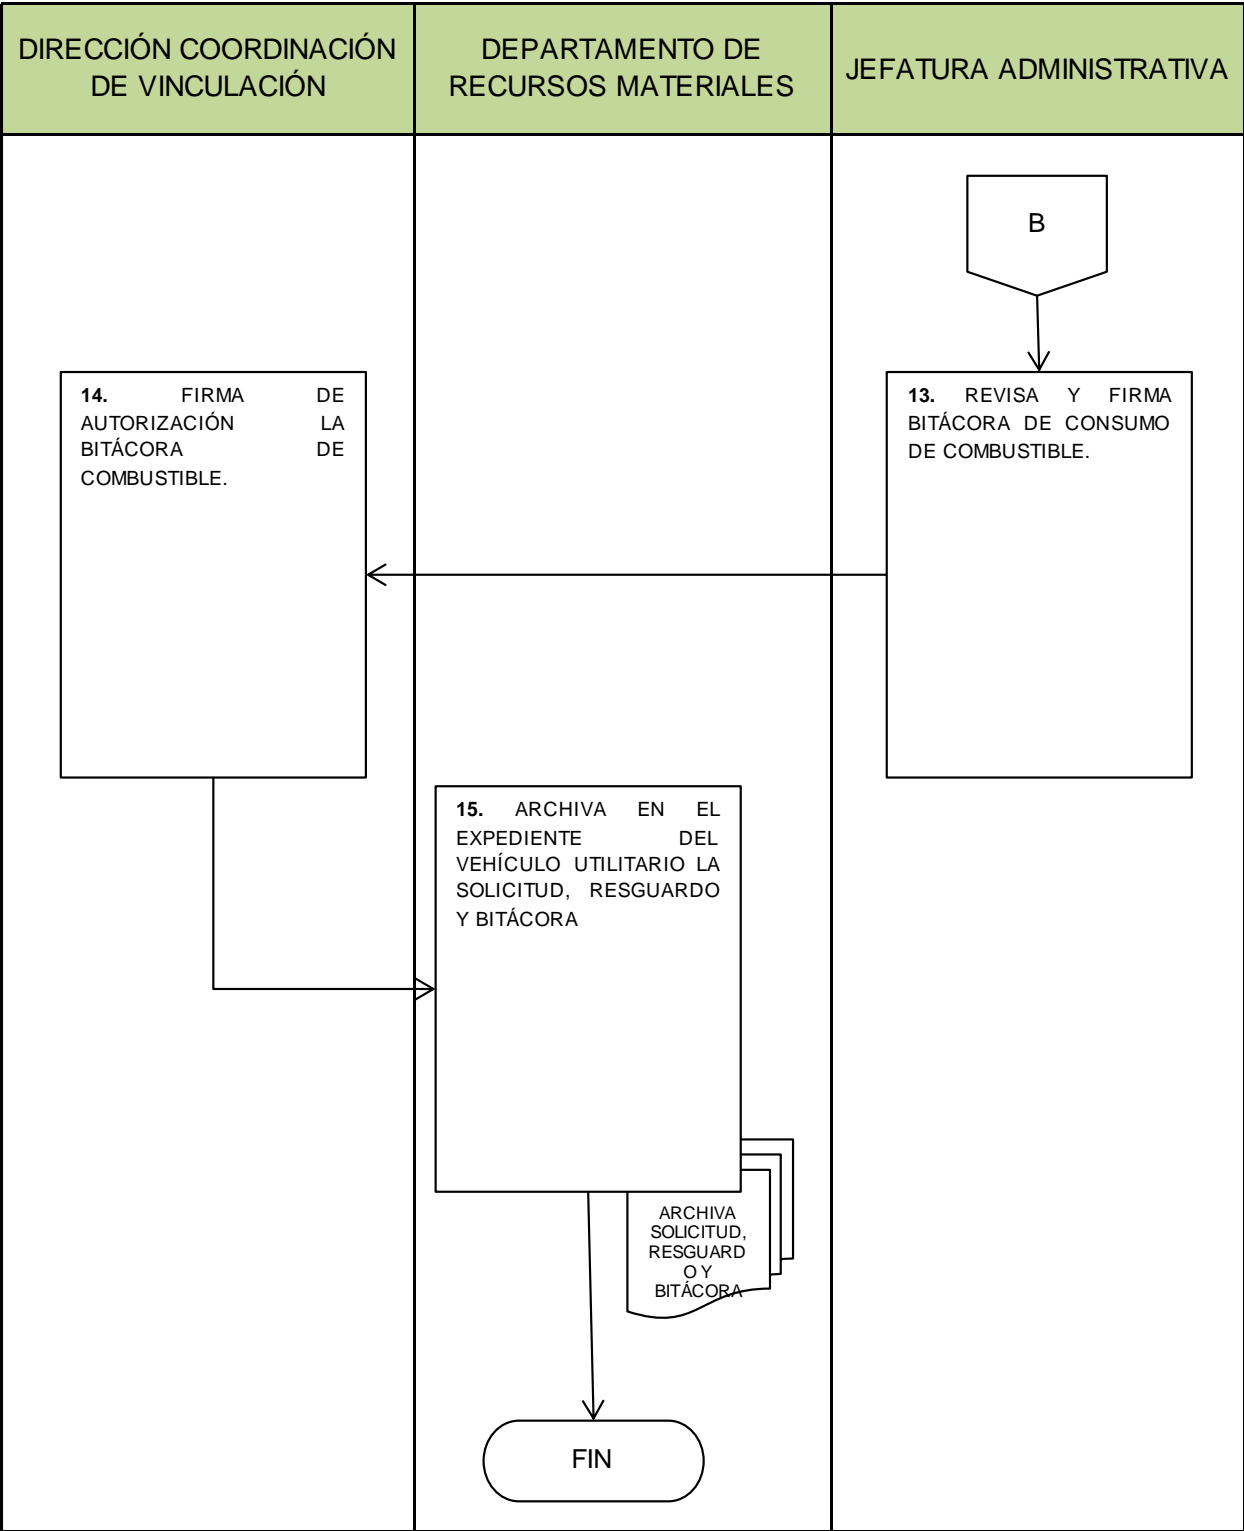 DIRECCIÓN COORDINACIÓN
DE VINCULACIÓN
DEPARTAMENTO DE
RECURSOS MATERIALES
JEFATURA ADMINISTRATIVA
B
13. REVISA Y FIRMA
BITÁCORA DE CONSUMO
DE COMBUSTIBLE.
14. FIRMA DE
AUTORIZACIÓN LA
BITÁCORA DE
COMBUSTIBLE.
15. ARCHIVA EN EL
EXPEDIENTE DEL
VEHÍCULO UTILITARIO LA
SOLICITUD, RESGUARDO
Y BITÁCORA
ARCHIVA
SOLICITUD,
RESGUARD
O Y
BITÁCORA
FIN